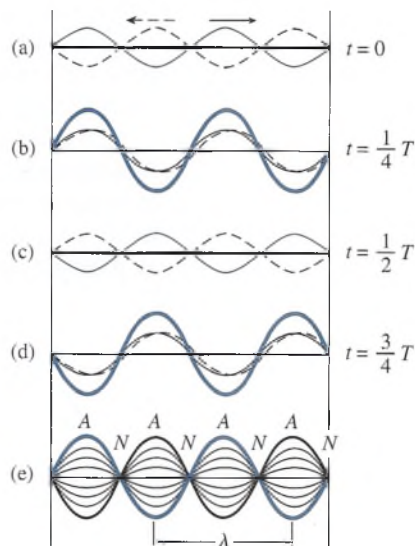 (a) t = 0
(b) t = 1/4 T
(c) t = 1/2 T
(d) t = 3/4 T
A A A A
N N N N
(e)
λ